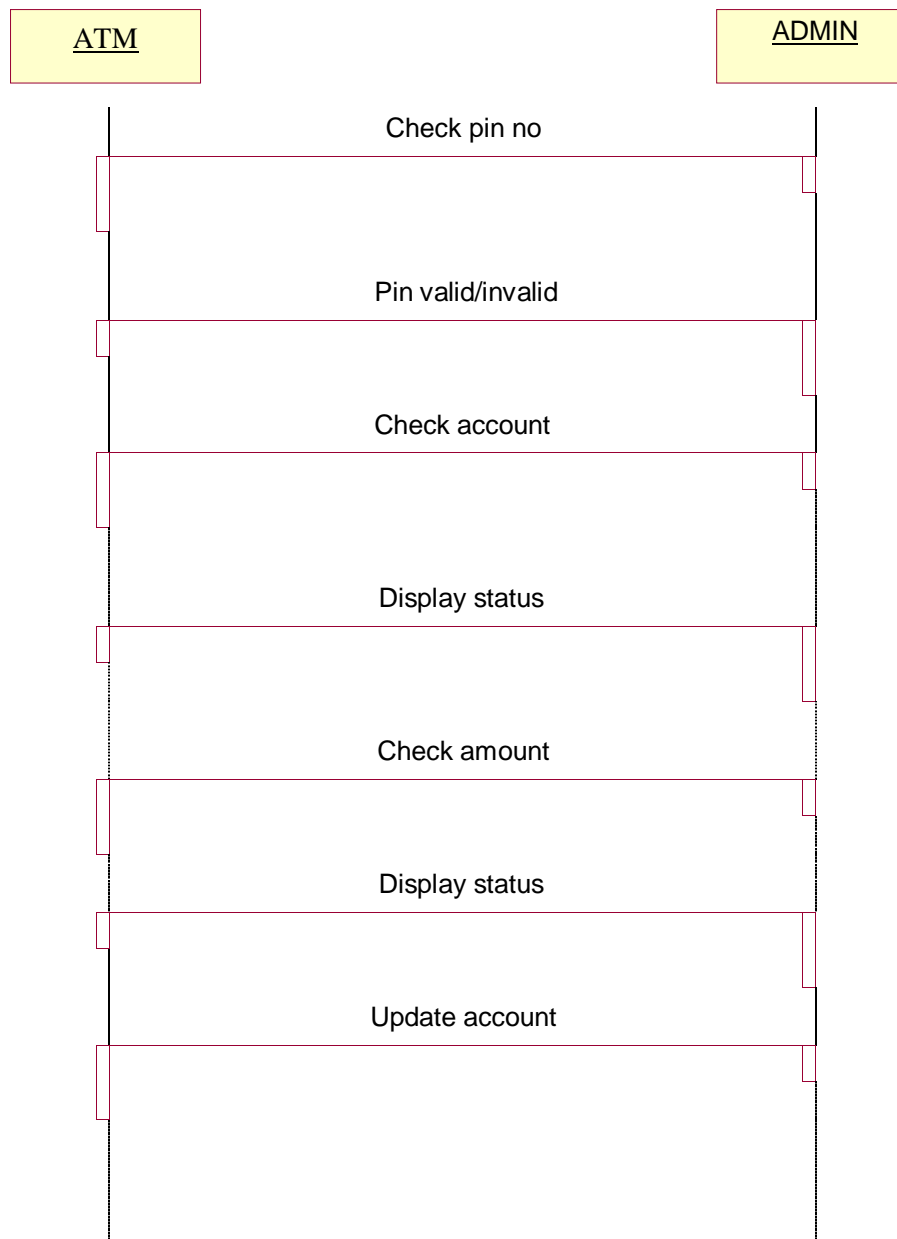 ATM
ADMIN
Check pin no
Pin valid/invalid
Check account
Display status
Check amount
Display status
Update account